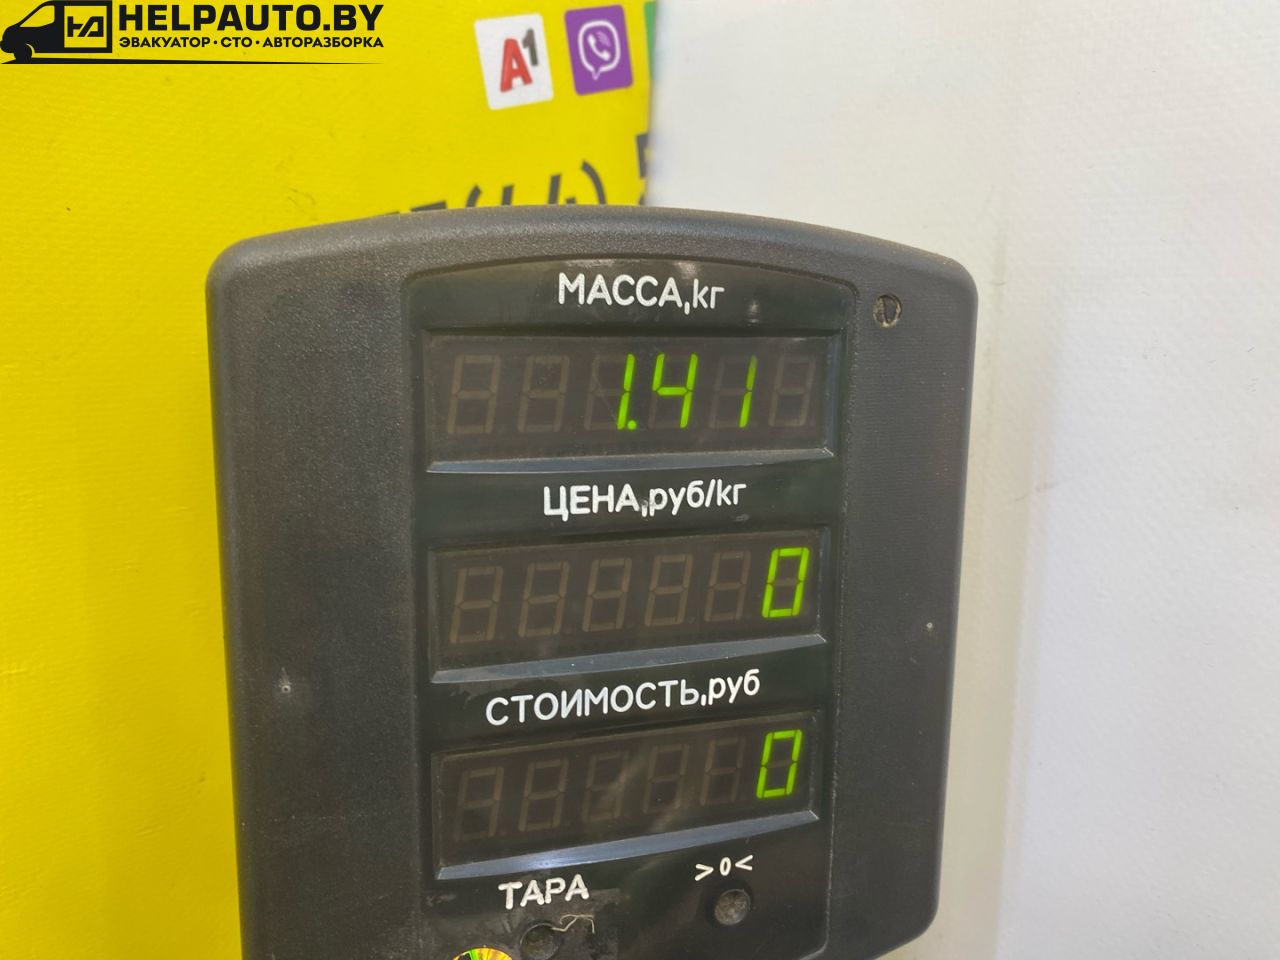 HELPAUTO.BY
ЭВАКУАТОР · СТО · АВТОРАЗБОРКА
A1
МАССА,кг
1.41
ЦЕНА,руб/кг
0
СТОИМОСТЬ,руб
0
>0<
ТАРА